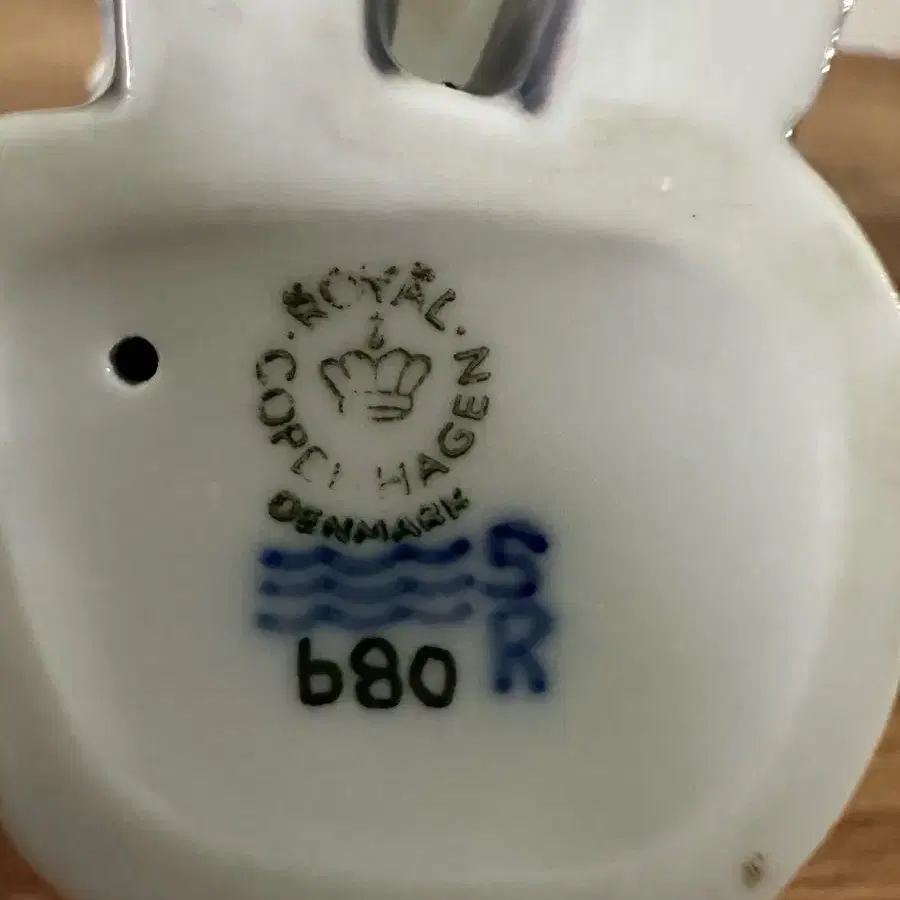 ROYAL
COPENHAGEN
DENMARK
S
R
680